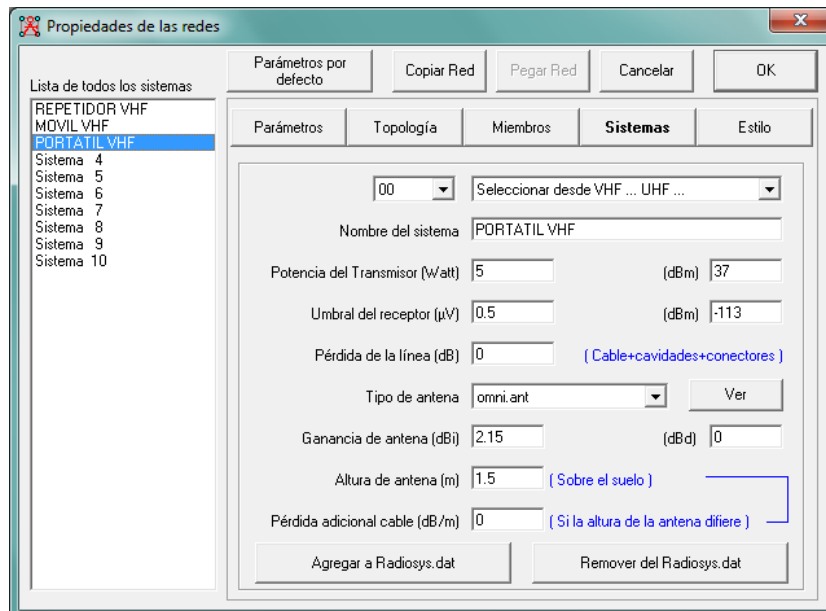 Propiedades de las redes
Parámetros por defecto
Copiar Red
Pegar Red
Cancelar
OK
Lista de todos los sistemas
REPETIDOR VHF
MOVIL VHF
PORTATIL VHF
Sistema 4
Sistema 5
Sistema 6
Sistema 7
Sistema 8
Sistema 9
Sistema 10
Parámetros
Topología
Miembros
Sistemas
Estilo
00 Seleccionar desde VHF ... UHF ...
Nombre del sistema PORTATIL VHF
Potencia del Transmisor (Watt) 5 (dBm) 37
Umbral del receptor (µV) 0.5 (dBm) -113
Pérdida de la línea (dB) 0 ( Cable+cavidades+conectores )
Tipo de antena omni.ant Ver
Ganancia de antena (dBi) 2.15 (dBd) 0
Altura de antena (m) 1.5 ( Sobre el suelo )
Pérdida adicional cable (dB/m) 0 ( Si la altura de la antena difiere )
Agregar a Radiosys.dat
Remover del Radiosys.dat